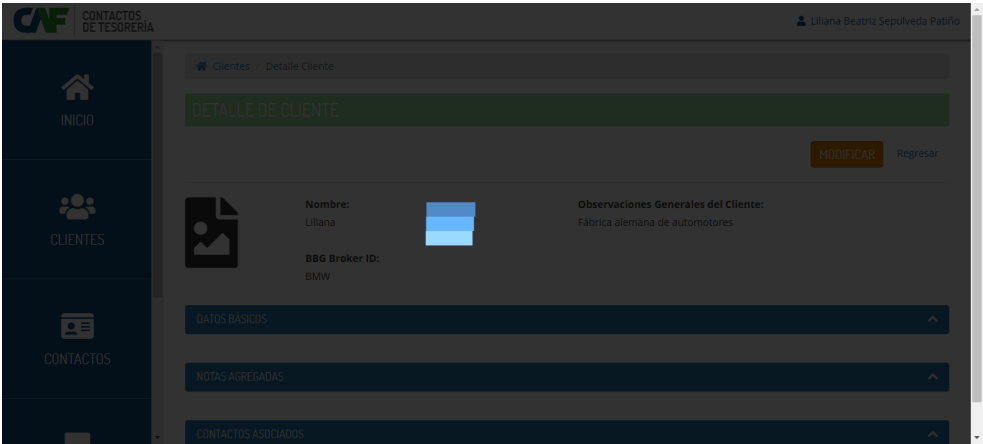 CAF CONTACTOS
DE TESORERÍA
Liliana Beatriz Sepulveda Patiño
INICIO
CLIENTES
CONTACTOS
Clientes / Detalle Cliente
DETALLE DE CLIENTE
MODIFICAR Regresar
Nombre:
Liliana
BBG Broker ID:
BMW
Observaciones Generales del Cliente:
Fábrica alemana de automotores
DATOS BÁSICOS
NOTAS AGREGADAS
CONTACTOS ASOCIADOS